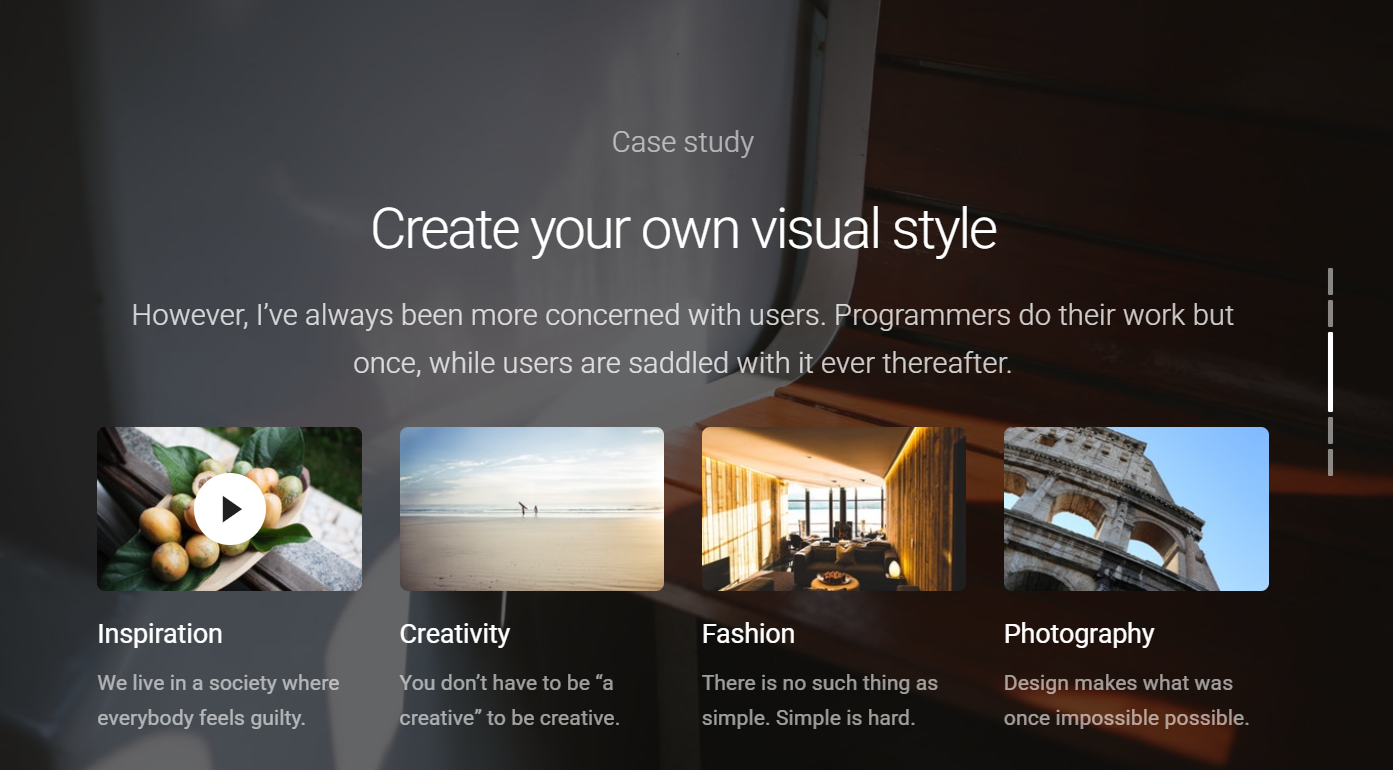 Case study
Create your own visual style
However, I’ve always been more concerned with users. Programmers do their work but
once, while users are saddled with it ever thereafter.
Inspiration
We live in a society where
everybody feels guilty.
Creativity
You don’t have to be “a
creative” to be creative.
Fashion
There is no such thing as
simple. Simple is hard.
Photography
Design makes what was
once impossible possible.